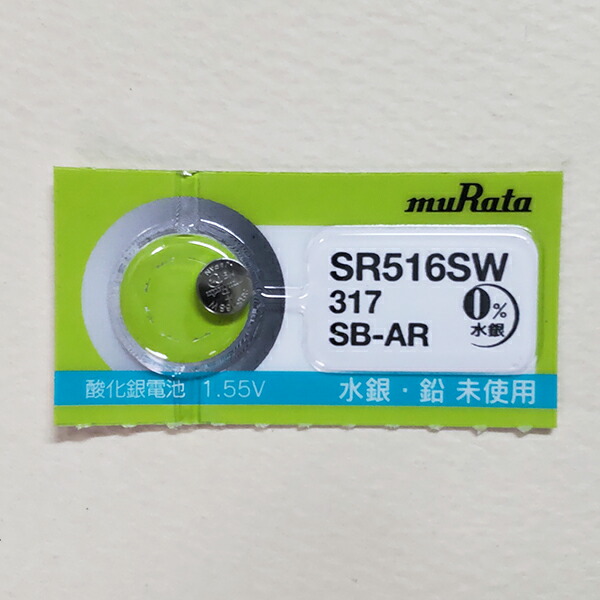 muRata
SR516SW
317
SB-AR
0%
水銀
酸化銀電池 1.55V
水銀・鉛 未使用